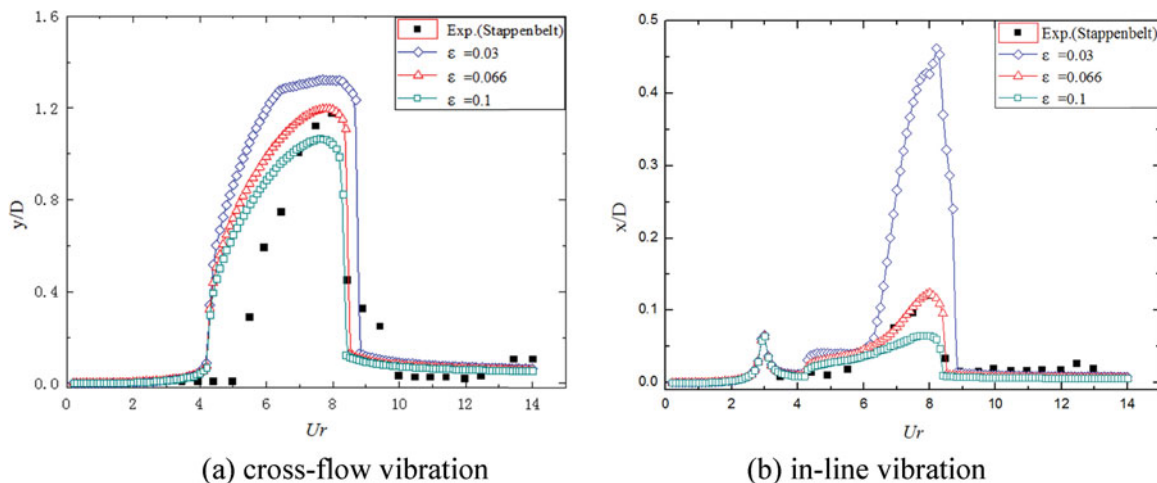 1.6
1.2
0.8
0.4
0.0
y/D
0 2 4 6 8 10 12 14
Ur
Exp.(Stappenbelt)
ε =0.03
ε =0.066
ε =0.1
(a) cross-flow vibration
0.5
0.4
0.3
0.2
0.1
0.0
x/D
0 2 4 6 8 10 12 14
Ur
Exp.(Stappenbelt)
ε =0.03
ε =0.066
ε =0.1
(b) in-line vibration